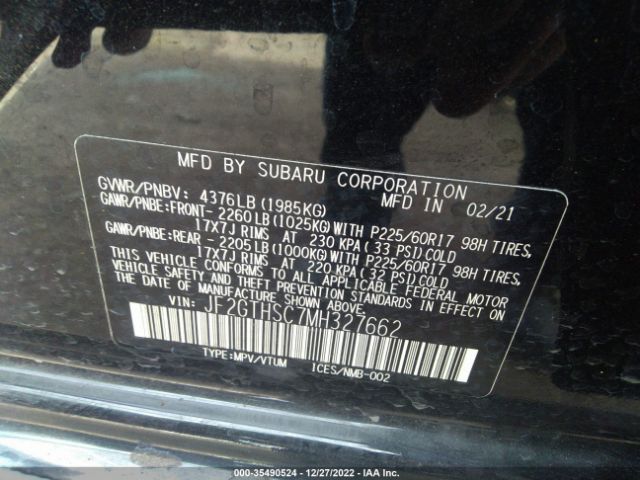 MFD BY SUBARU CORPORATION
GVWR/PNBV: 4376LB(1985KG) MFD IN 02/21
GAWR/PNBE:FRONT- 2260LB(1025KG)WITH P225/60R17 98H TIRES,
17x7J RIMS AT 230 KPA(33 PSI)COLD
GAWR/PNBE:REAR - 2205LB(1000KG)WITH P225/60R17 98H TIRES,
17x7J RIMS AT 220 KPA(32 PSI)COLD
THIS VEHICLE CONFORMS TO ALL APPLICABLE FEDERAL MOTOR
VEHICLE SAFETY AND THEFT PREVENTION STANDARDS IN EFFECT ON
THE DATE OF MANUFACTURE SHOWN ABOVE.
VIN: JF2GTHSC7MH327662
TYPE:MPV/VTUM ICES/NMB-002
000-35490524 | 12/27/2022 | IAA Inc.